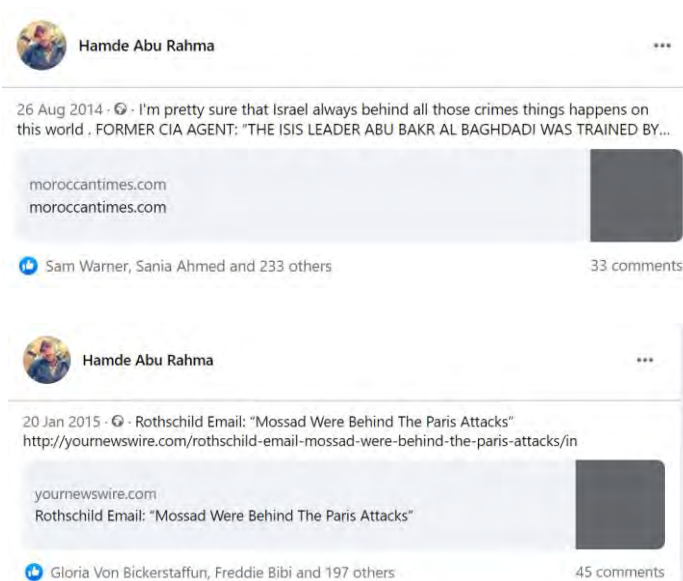 Hamde Abu Rahma
26 Aug 2014 · I'm pretty sure that Israel always behind all those crimes things happens on
this world . FORMER CIA AGENT: “THE ISIS LEADER ABU BAKR AL BAGHDADI WAS TRAINED BY...
moroccantimes.com
moroccantimes.com
Sam Warner, Sania Ahmed and 233 others 33 comments
Hamde Abu Rahma
20 Jan 2015 · Rothschild Email: “Mossad Were Behind The Paris Attacks”
http://yournewswire.com/rothschild-email-mossad-were-behind-the-paris-attacks/in
yournewswire.com
Rothschild Email: “Mossad Were Behind The Paris Attacks”
Gloria Von Bickerstaffun, Freddie Bibi and 197 others 45 comments